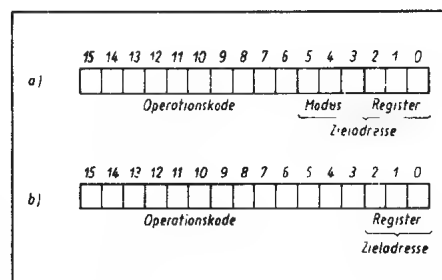 15 14 13 12 11 10 9 8 7 6 5 4 3 2 1 0
a)
Operationskode Modus Register
Zieladresse
15 14 13 12 11 10 9 8 7 6 5 4 3 2 1 0
b)
Operationskode Register
Zieladresse